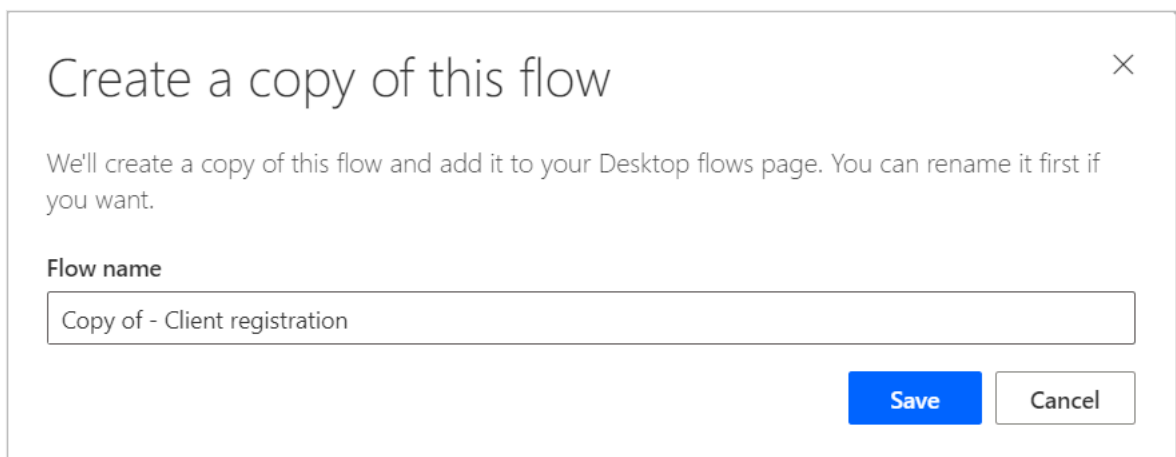 Create a copy of this flow
We'll create a copy of this flow and add it to your Desktop flows page. You can rename it first if
you want.
Flow name
Copy of - Client registration
Save Cancel